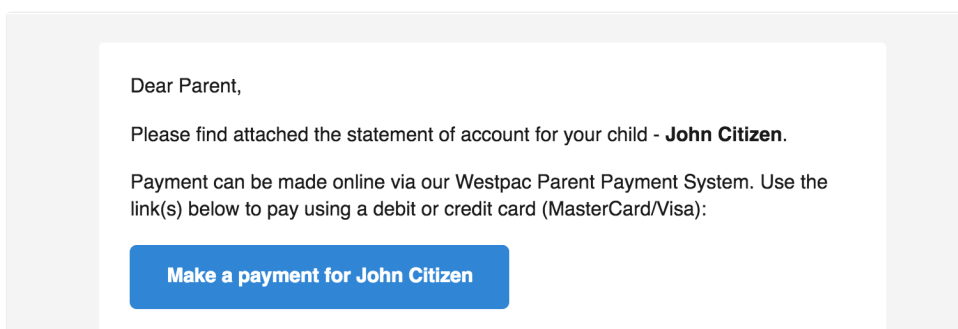 Dear Parent,
Please find attached the statement of account for your child - John Citizen.
Payment can be made online via our Westpac Parent Payment System. Use the
link(s) below to pay using a debit or credit card (MasterCard/Visa):
Make a payment for John Citizen